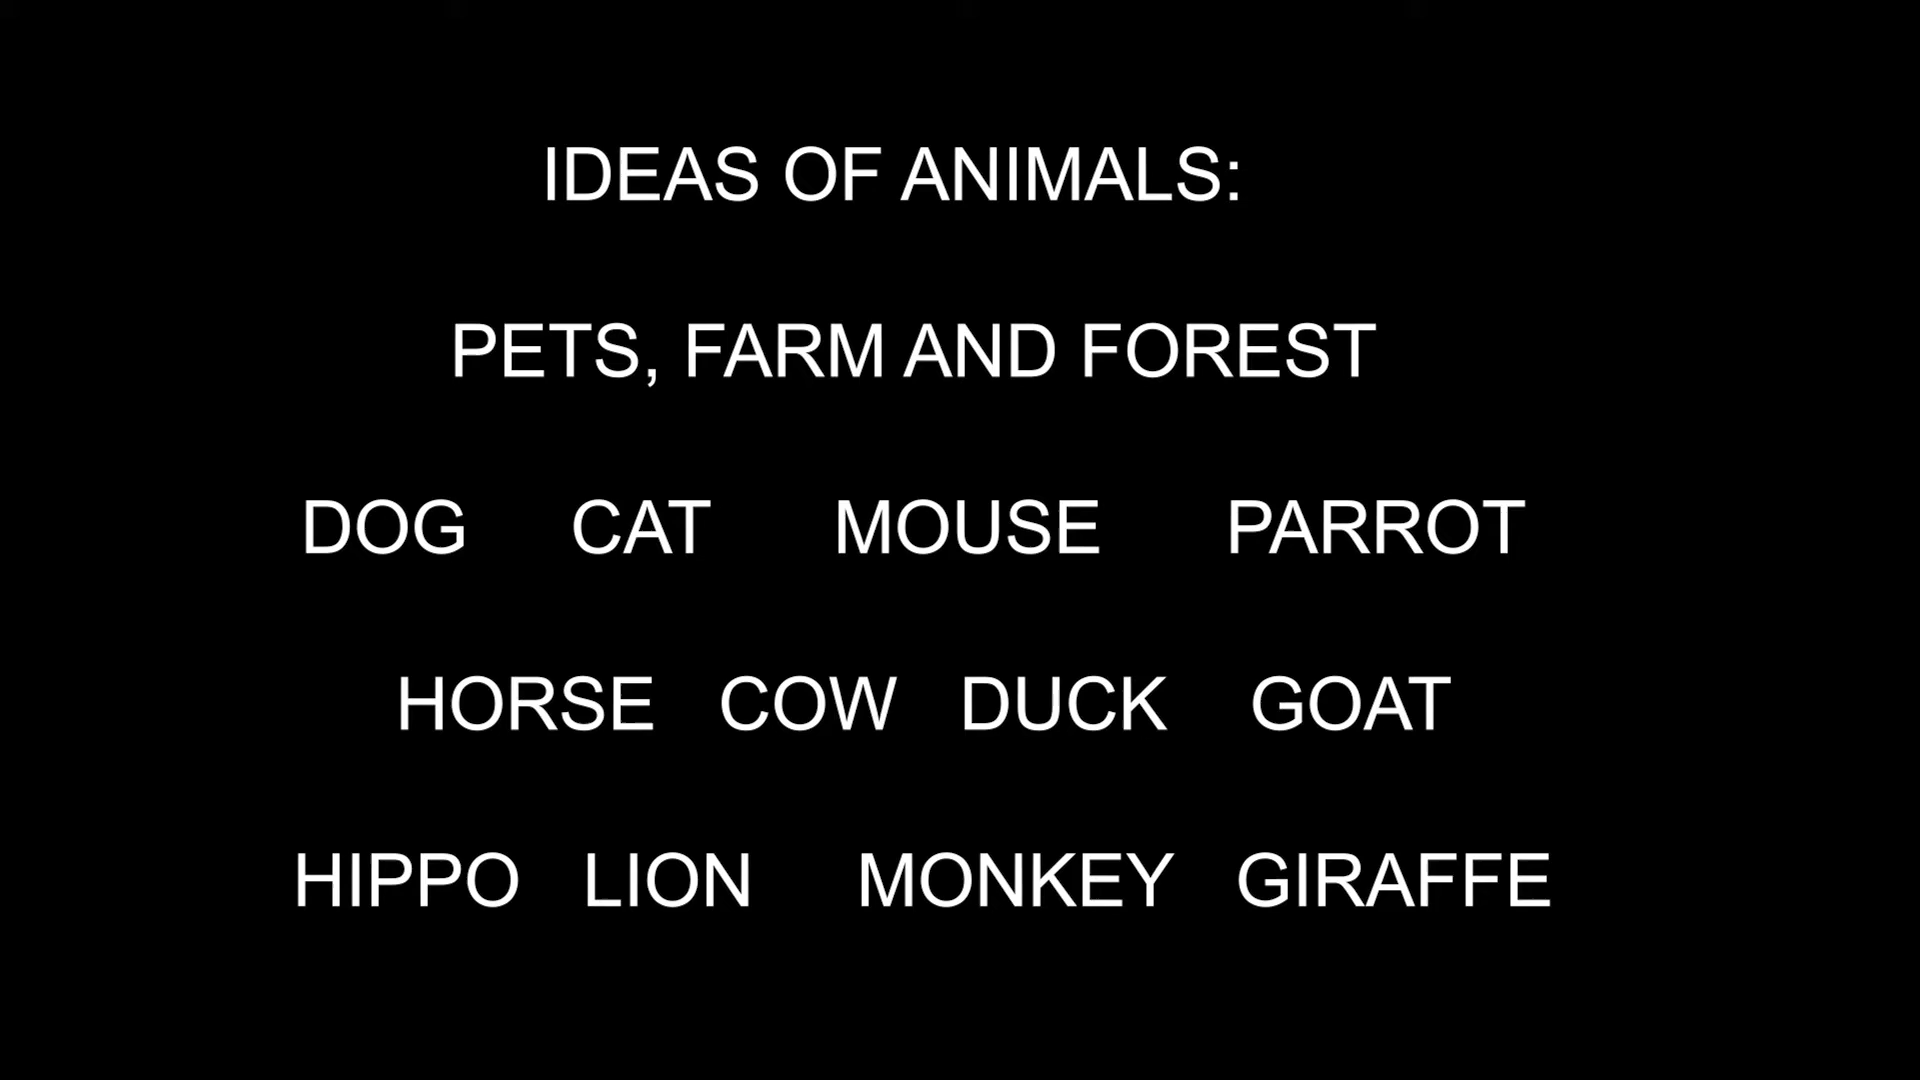 IDEAS OF ANIMALS:
PETS, FARM AND FOREST
DOG CAT MOUSE PARROT
HORSE COW DUCK GOAT
HIPPO LION MONKEY GIRAFFE